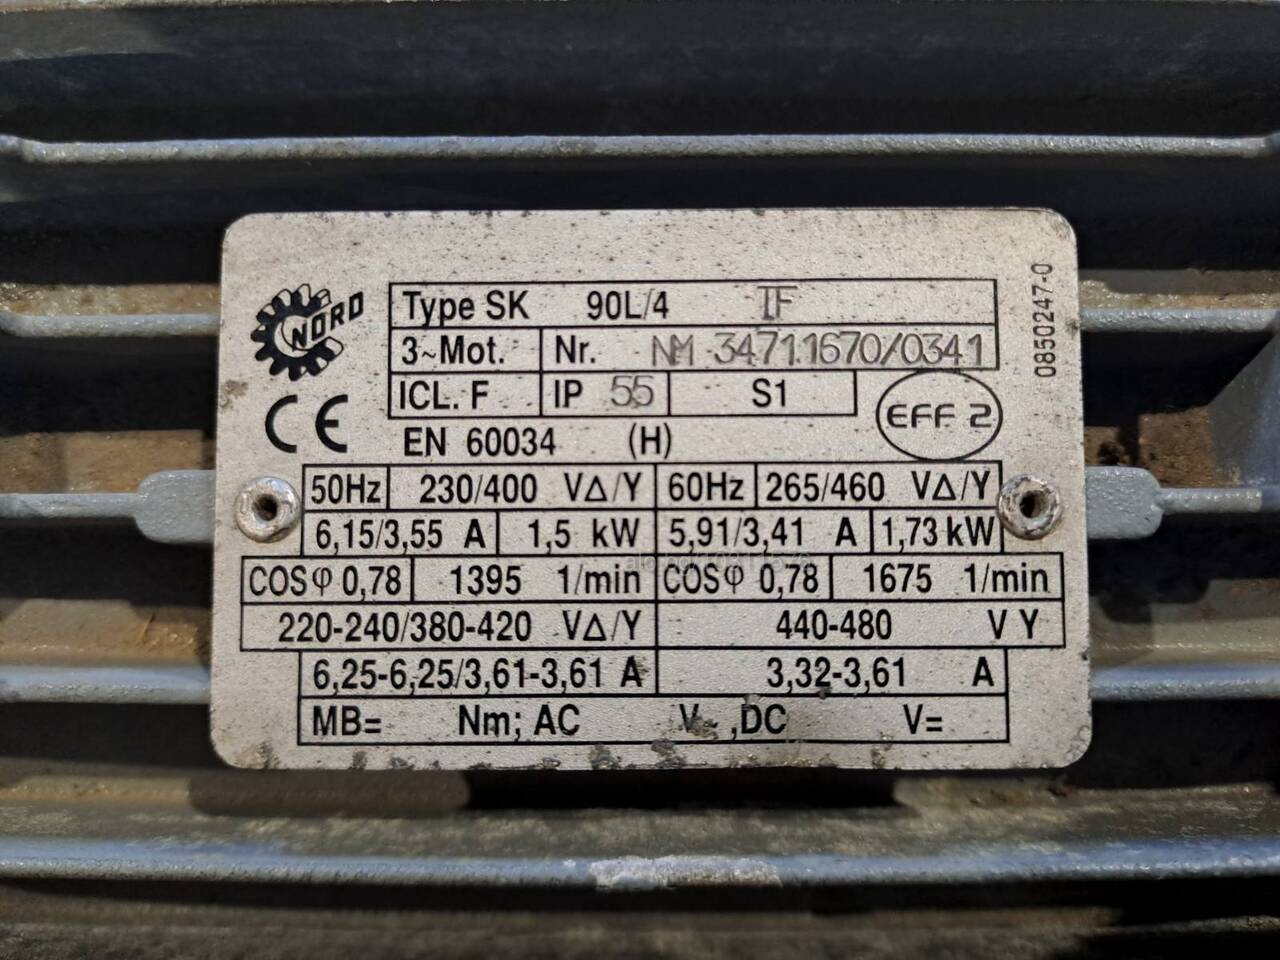 NORD
Type SK 90L/4 TF
3~Mot. Nr. NM 34711670/0341
ICL. F IP 55 S1
EFF 2
0850247-0
CE
EN 60034 (H)
50Hz 230/400 VΔ/Y 60Hz 265/460 VΔ/Y
6,15/3,55 A 1,5 kW 5,91/3,41 A 1,73 kW
COSφ 0,78 1395 1/min COSφ 0,78 1675 1/min
220-240/380-420 VΔ/Y 440-480 V Y
6,25-6,25/3,61-3,61 A 3,32-3,61 A
MB= Nm; AC V~ ,DC V=